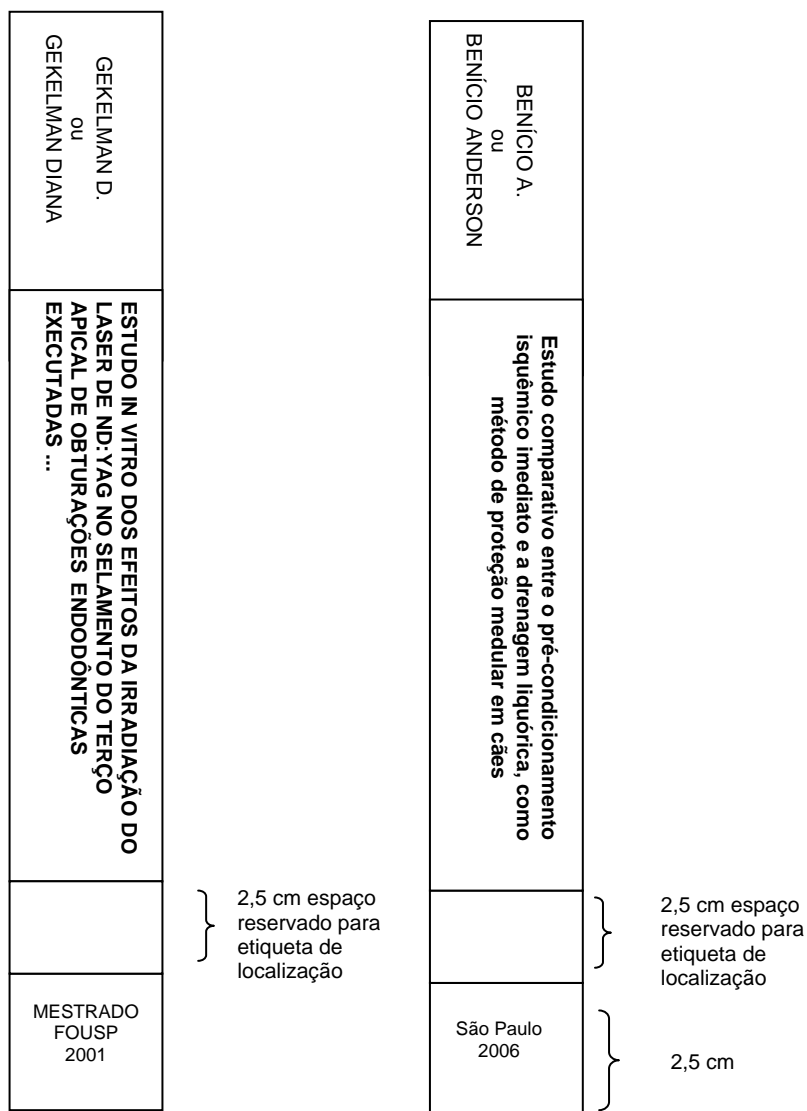 GEKELMAN D.
ou
GEKELMAN DIANA
ESTUDO IN VITRO DOS EFEITOS DA IRRADIAÇÃO DO
LASER DE ND:YAG NO SELAMENTO DO TERÇO
APICAL DE OBTURAÇÕES ENDODÔNTICAS
EXECUTADAS ...
2,5 cm espaço
reservado para
etiqueta de
localização
MESTRADO
FOUSP
2001
BENÍCIO A.
ou
BENÍCIO ANDERSON
Estudo comparativo entre o pré-condicionamento
isquêmico imediato e a drenagem liquórica, como
método de proteção medular em cães
2,5 cm espaço
reservado para
etiqueta de
localização
São Paulo
2006
2,5 cm